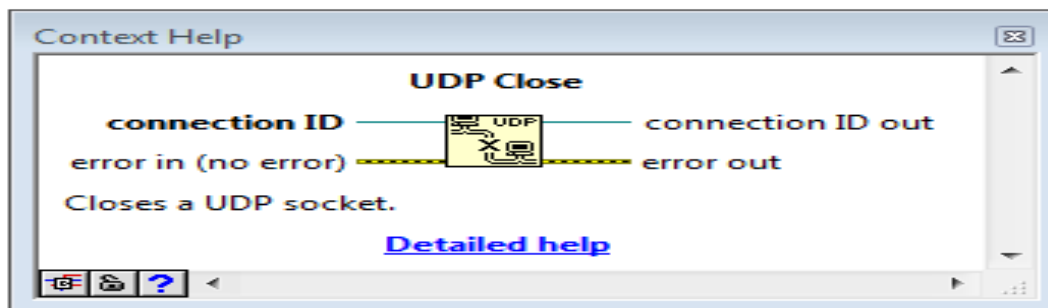 Context Help
UDP Close
connection ID UDP connection ID out
error in (no error) error out
Closes a UDP socket.
Detailed help
?